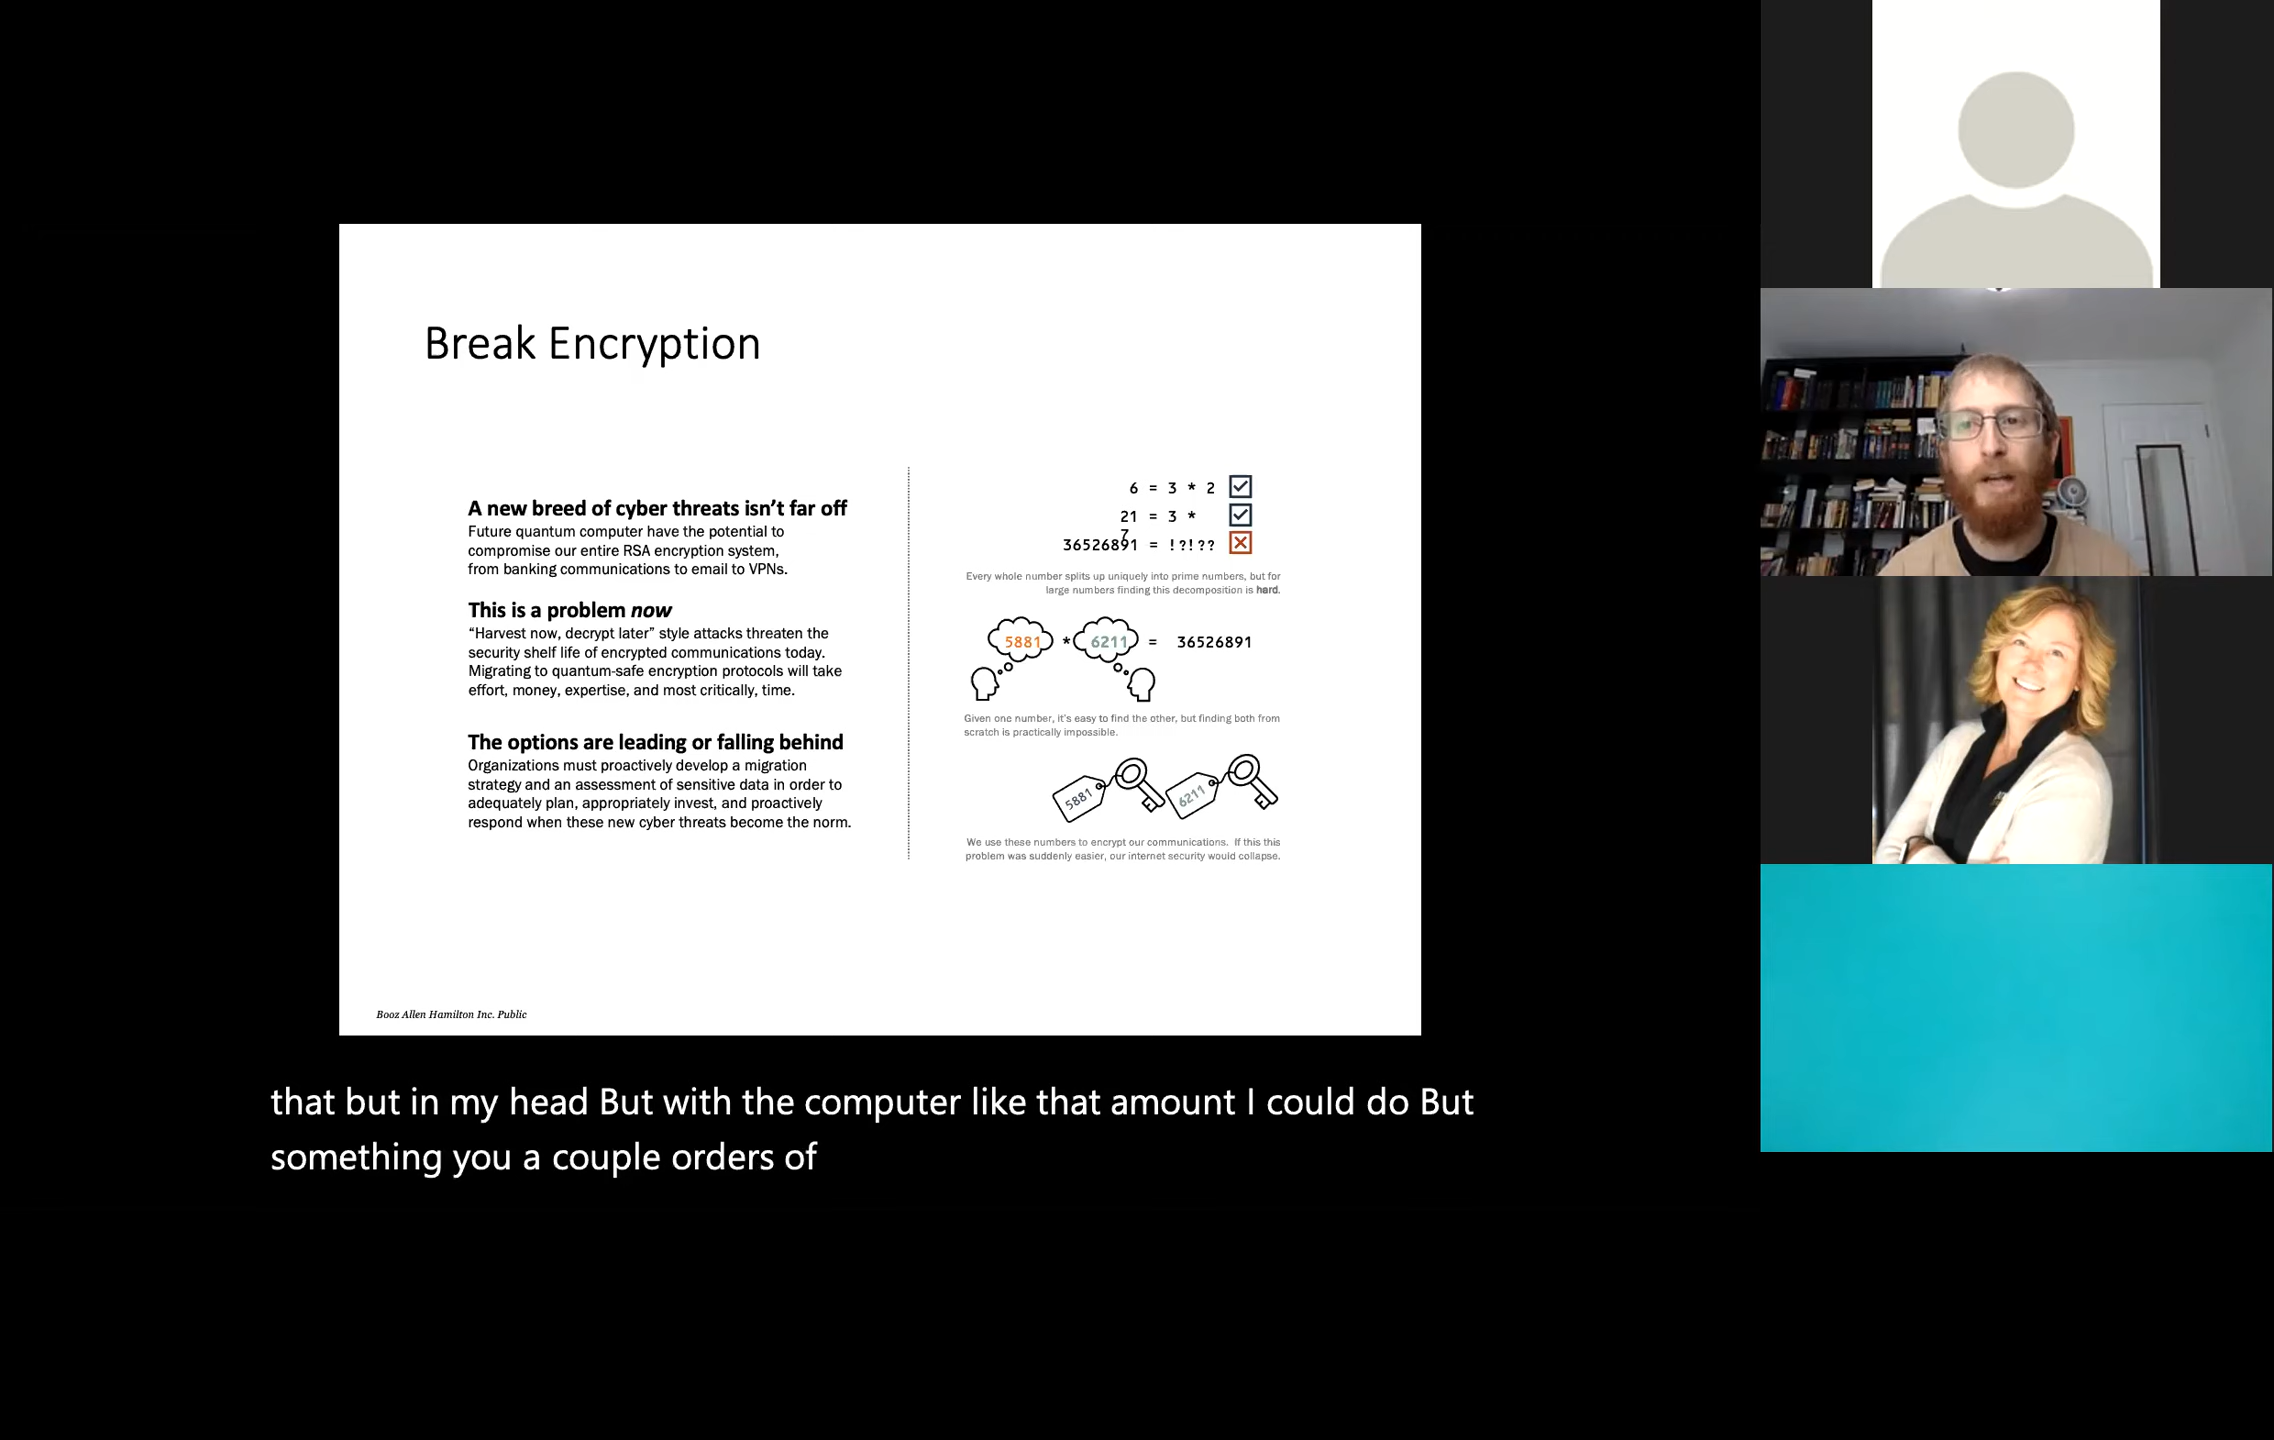 Break Encryption
A new breed of cyber threats isn’t far off
Future quantum computer have the potential to
compromise our entire RSA encryption system,
from banking communications to email to VPNs.
This is a problem now
“Harvest now, decrypt later” style attacks threaten the
security shelf life of encrypted communications today.
Migrating to quantum-safe encryption protocols will take
effort, money, expertise, and most critically, time.
The options are leading or falling behind
Organizations must proactively develop a migration
strategy and an assessment of sensitive data in order to
adequately plan, appropriately invest, and proactively
respond when these new cyber threats become the norm.
6 = 3 * 2
21 = 3 *
7
36526891 = !?!??
Every whole number splits up uniquely into prime numbers, but for
large numbers finding this decomposition is hard.
5881 * 6211 = 36526891
Given one number, it’s easy to find the other, but finding both from
scratch is practically impossible.
5881 6211
We use these numbers to encrypt our communications. If this this
problem was suddenly easier, our internet security would collapse.
Booz Allen Hamilton Inc. Public
that but in my head But with the computer like that amount I could do But
something you a couple orders of